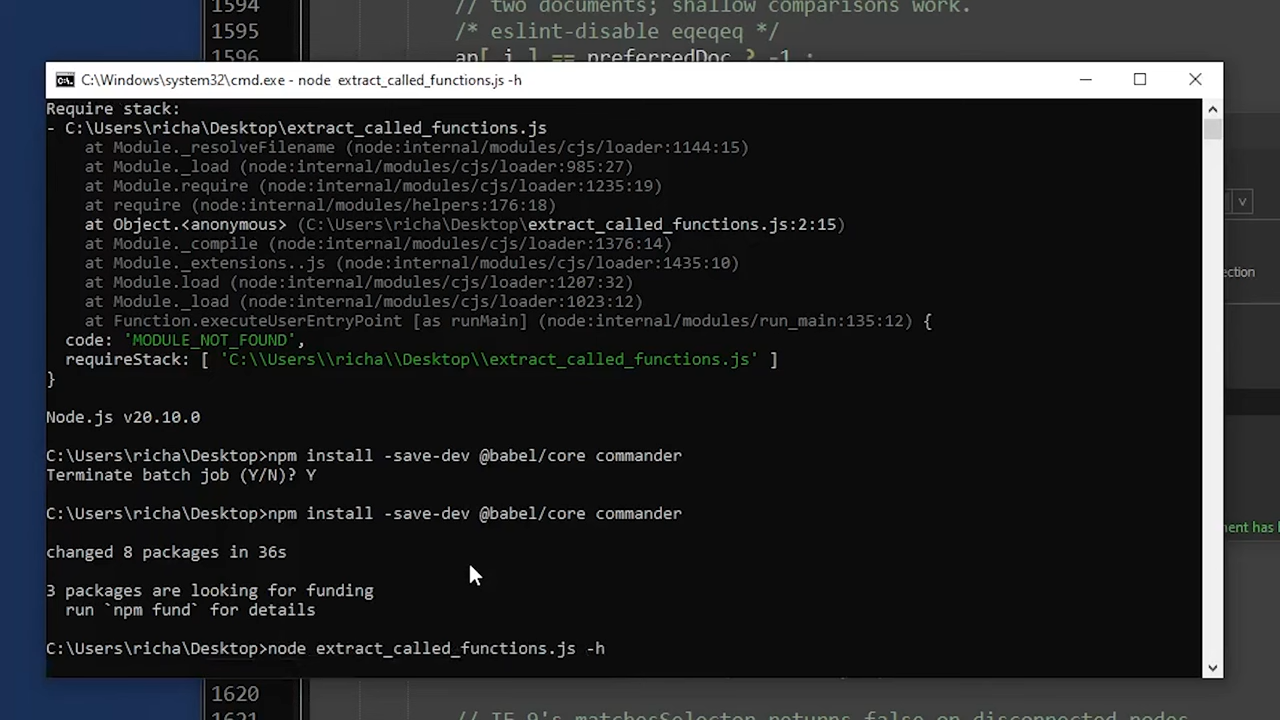 1594
// two documents; shallow comparisons work.
1595
/* eslint-disable eqeqeq */
1596
an[ i ] == preferredDoc ? -1 :
C:\Windows\system32\cmd.exe - node  extract_called_functions.js -h
Require stack:
- C:\Users\richa\Desktop\extract_called_functions.js
    at Module._resolveFilename (node:internal/modules/cjs/loader:1144:15)
    at Module._load (node:internal/modules/cjs/loader:985:27)
    at Module.require (node:internal/modules/cjs/loader:1235:19)
    at require (node:internal/modules/helpers:176:18)
    at Object.<anonymous> (C:\Users\richa\Desktop\extract_called_functions.js:2:15)
    at Module._compile (node:internal/modules/cjs/loader:1376:14)
    at Module._extensions..js (node:internal/modules/cjs/loader:1435:10)
    at Module.load (node:internal/modules/cjs/loader:1207:32)
    at Module._load (node:internal/modules/cjs/loader:1023:12)
    at Function.executeUserEntryPoint [as runMain] (node:internal/modules/run_main:135:12) {
  code: 'MODULE_NOT_FOUND',
  requireStack: [ 'C:\\Users\\richa\\Desktop\\extract_called_functions.js' ]
}
Node.js v20.10.0
C:\Users\richa\Desktop>npm install -save-dev @babel/core commander
Terminate batch job (Y/N)? Y
C:\Users\richa\Desktop>npm install -save-dev @babel/core commander
changed 8 packages in 36s
3 packages are looking for funding
  run `npm fund` for details
C:\Users\richa\Desktop>node extract_called_functions.js -h
v
ection
nent has
1620
1621
// IE 9's matchesSelector returns false on disconnected nodes